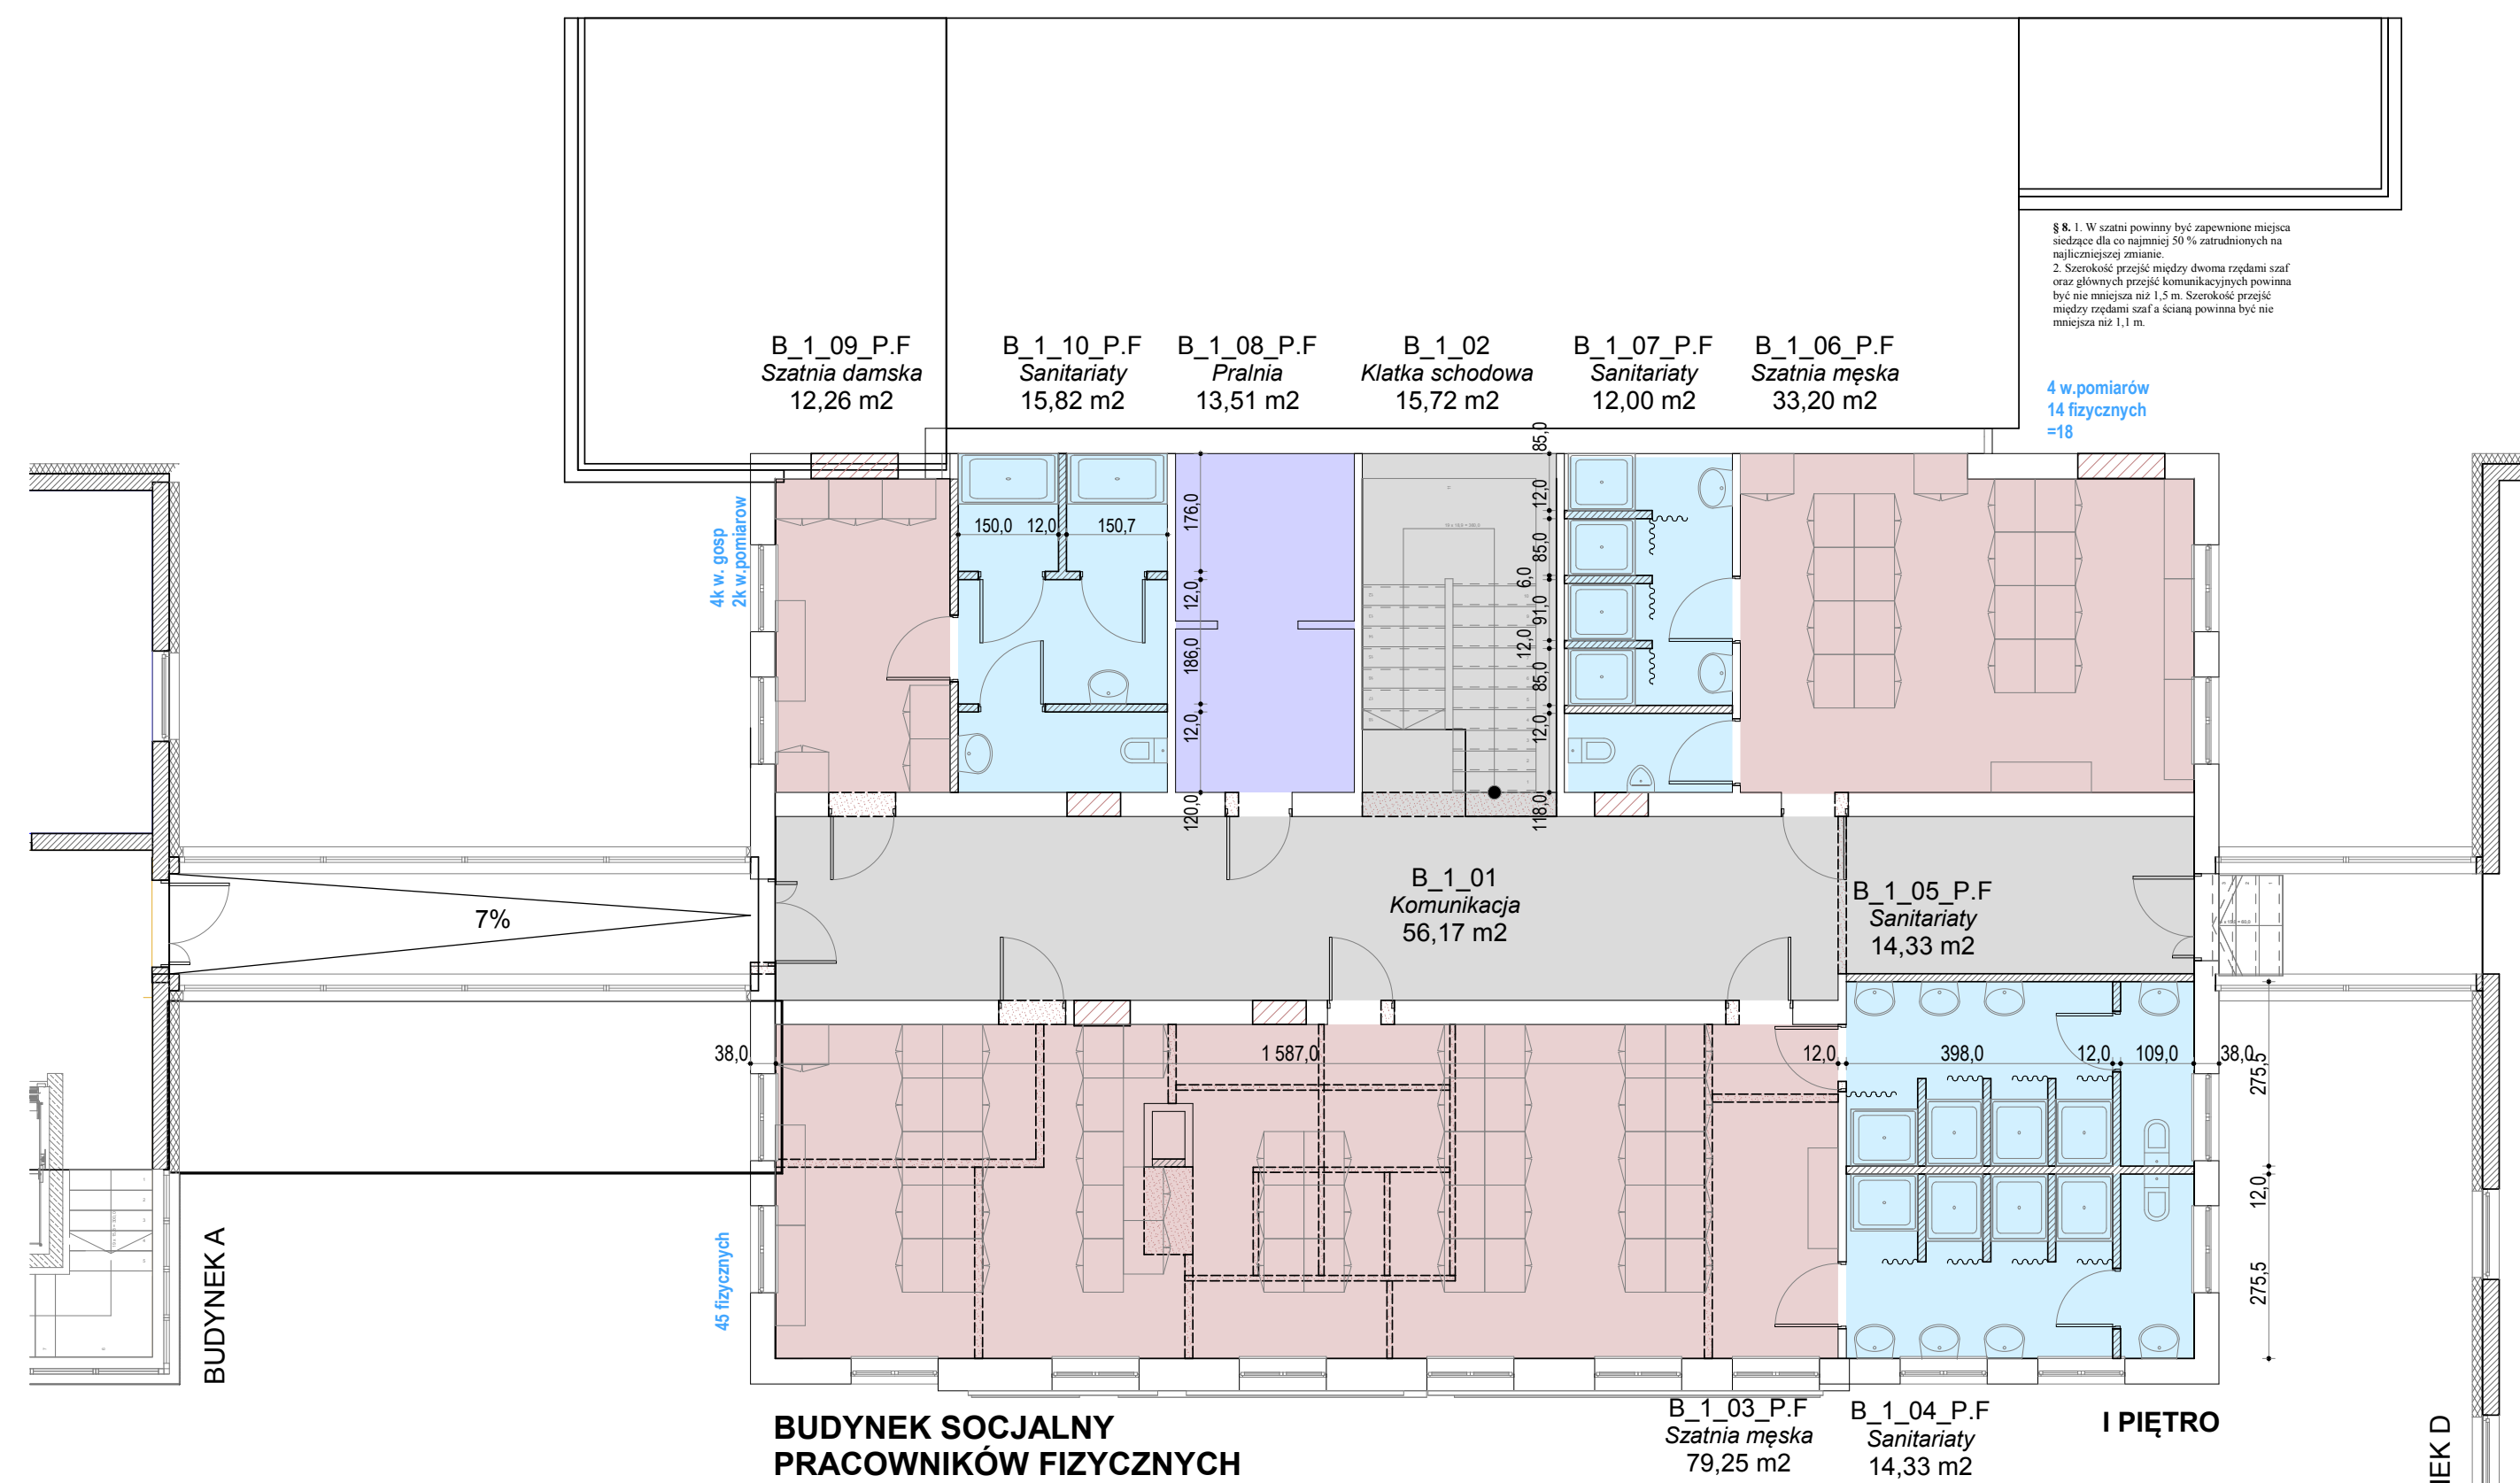 § 8. 1. W szatni powinny być zapewnione miejsca
siedzące dla co najmniej 50 % zatrudnionych na
najliczniejszej zmianie.
2. Szerokość przejść między dwoma rzędami szaf
oraz głównych przejść komunikacyjnych powinna
być nie mniejsza niż 1,5 m. Szerokość przejść
między rzędami szaf a ścianą powinna być nie
mniejsza niż 1,1 m.
B_1_09_P.F
Szatnia damska
12,26 m2
B_1_10_P.F
Sanitariaty
15,82 m2
B_1_08_P.F
Pralnia
13,51 m2
B_1_02
Klatka schodowa
15,72 m2
B_1_07_P.F
Sanitariaty
12,00 m2
B_1_06_P.F
Szatnia męska
33,20 m2
4 w.pomiarów
14 fizycznych
=18
4k w. gosp
2k w.pomiarow
150,0
12,0
150,7
176,0
12,0
186,0
12,0
120,0
85,0
12,0
85,0
6,0
91,0
12,0
85,0
12,0
118,0
7%
B_1_01
Komunikacja
56,17 m2
B_1_05_P.F
Sanitariaty
14,33 m2
38,0
1 587,0
12,0
398,0
12,0
109,0
38,0
275,5
12,0
275,5
45 fizycznych
BUDYNEK A
BUDYNEK SOCJALNY
PRACOWNIKÓW FIZYCZNYCH
B_1_03_P.F
Szatnia męska
79,25 m2
B_1_04_P.F
Sanitariaty
14,33 m2
I PIĘTRO
IEK D